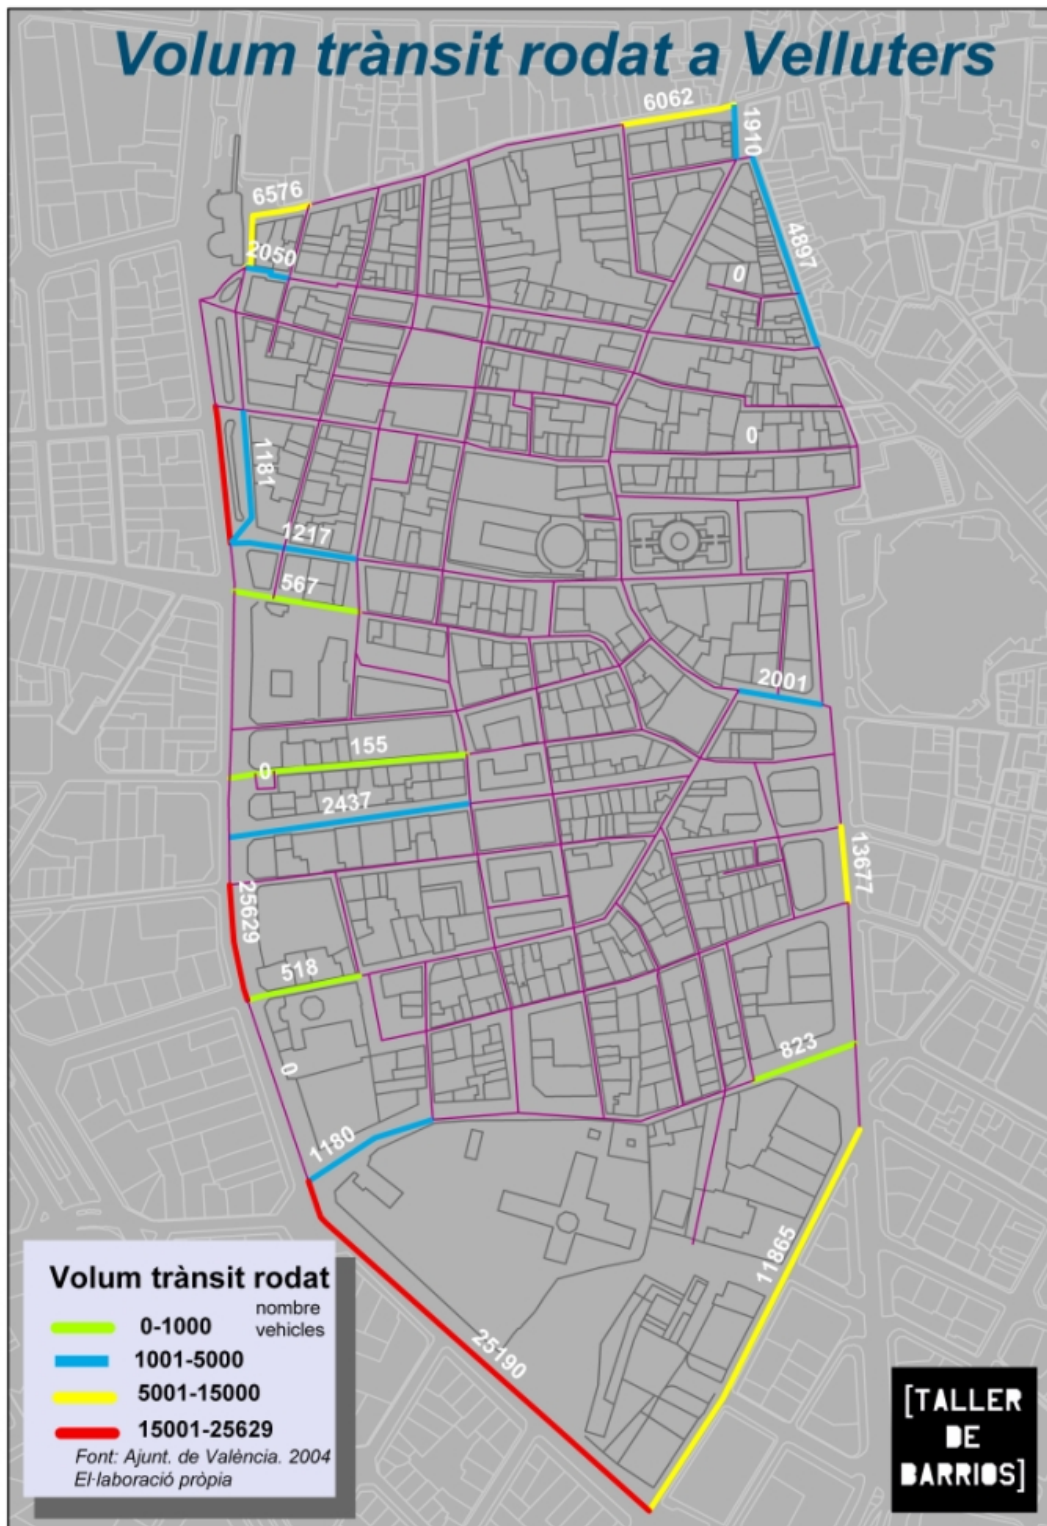 Volum trànsit rodat a Velluters
6062
1910
6576
4897
2050
0
0
1181
1217
567
2001
155
0
2437
13677
25629
518
823
0
1180
11865
25190
Volum trànsit rodat
nombre
vehicles
0-1000
1001-5000
5001-15000
15001-25629
Font: Ajunt. de València. 2004
El·laboració pròpia
[TALLER
DE
BARRIOS]